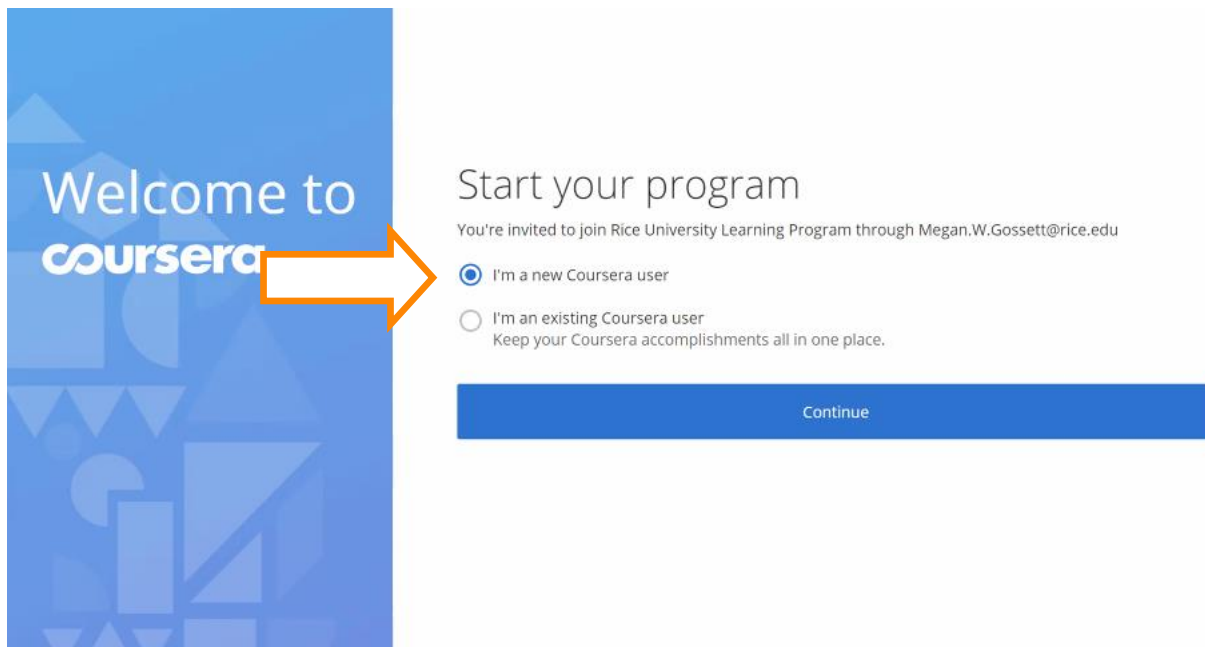 Welcome to
coursera
Start your program
You're invited to join Rice University Learning Program through Megan.W.Gossett@rice.edu
I'm a new Coursera user
I'm an existing Coursera user
Keep your Coursera accomplishments all in one place.
Continue